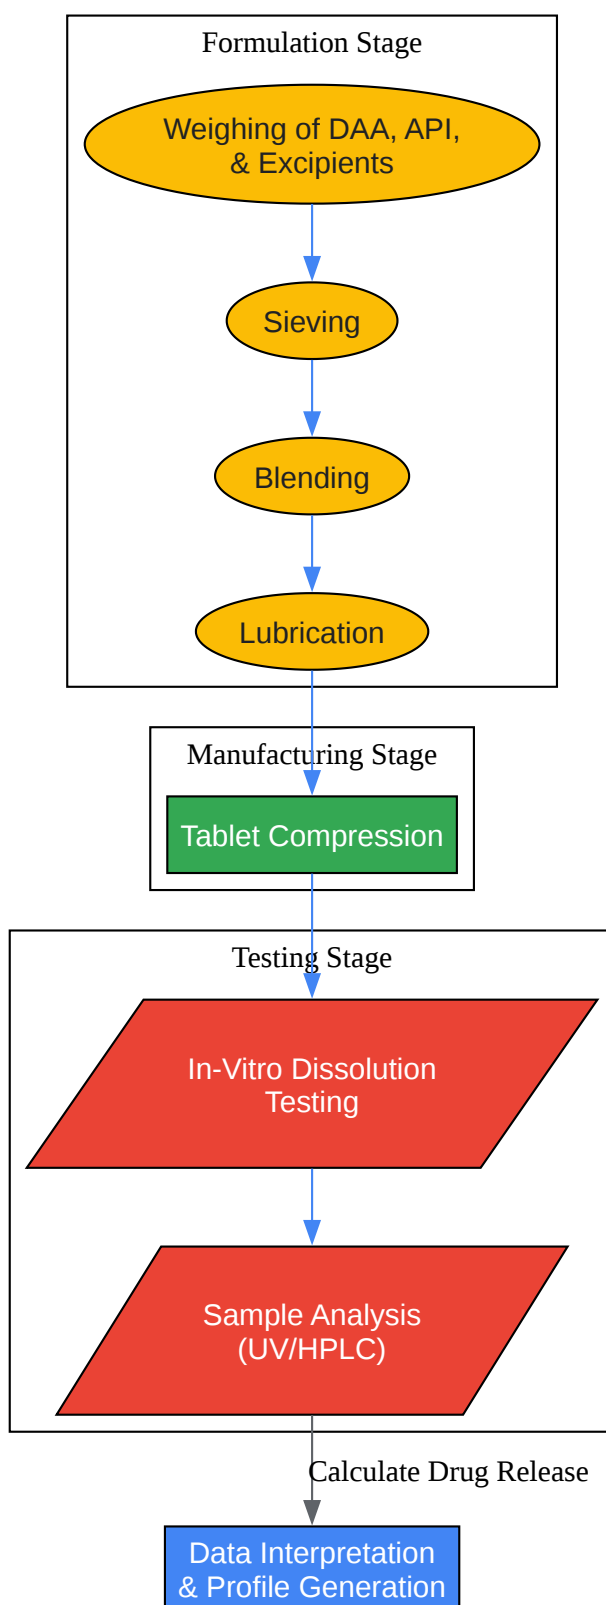 Formulation Stage
Weighing of DAA, API,
& Excipients
Sieving
Blending
Lubrication
Manufacturing Stage
Tablet Compression
Testing Stage
In-Vitro Dissolution
Testing
Sample Analysis
(UV/HPLC)
Calculate Drug Release
Data Interpretation
& Profile Generation